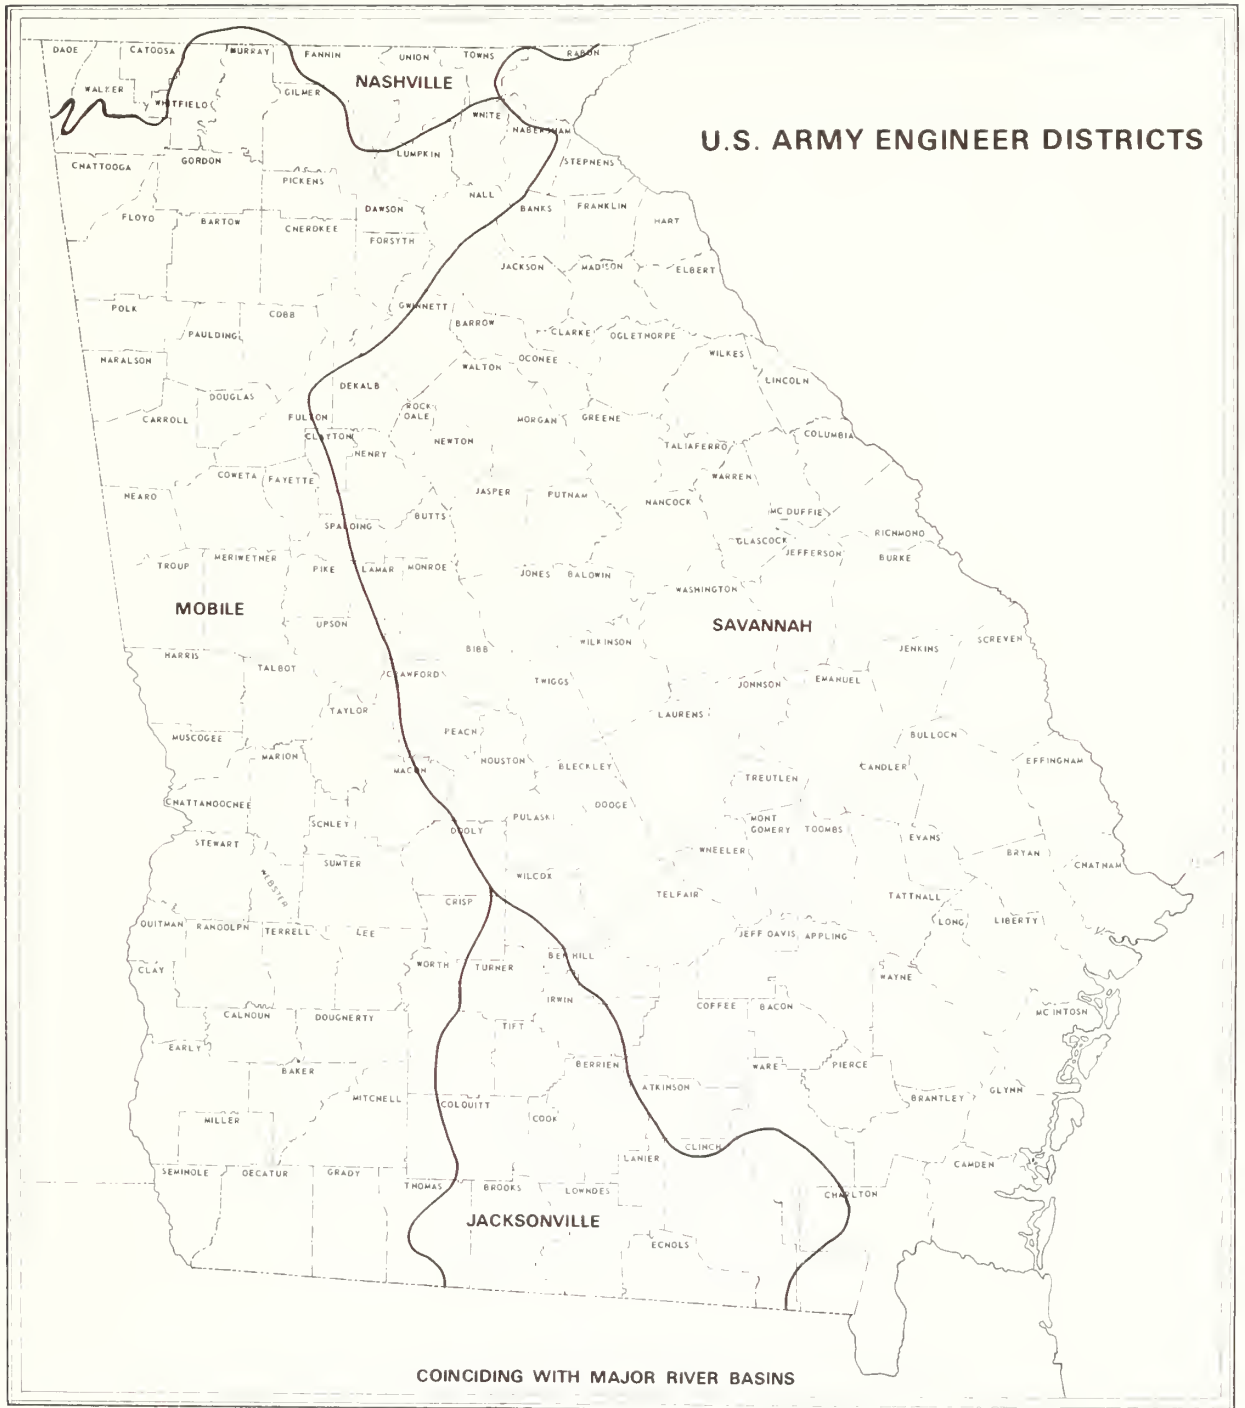 DADE
CATOOSA
MURRAY
FANNIN
UNION
TOWNS
RABUN
NASHVILLE
WALKER
WHITFIELD
GILMER
WHITE
HABERSHAM
U.S. ARMY ENGINEER DISTRICTS
LUMPKIN
STEPHENS
CHATTOOGA
GORDON
PICKENS
HALL
DAWSON
BANKS
FRANKLIN
FLOYD
BARTOW
CHEROKEE
HART
FORSYTH
JACKSON
MADISON
ELBERT
POLK
COBB
GWINNETT
BARROW
PAULDING
CLARKE
OGLETHORPE
HARALSON
OCONEE
WILKES
WALTON
LINCOLN
DOUGLAS
DEKALB
ROCK
DALE
CARROLL
FULTON
MORGAN
GREENE
CLAYTON
NEWTON
TALIAFERRO
COLUMBIA
HENRY
COWETA
FAYETTE
WARREN
HEARD
JASPER
PUTNAM
HANCOCK
MC DUFFIE
SPALDING
BUTTS
GLASCOCK
RICHMOND
JEFFERSON
BURKE
TROUP
MERIWETHER
PIKE
LAMAR
MONROE
JONES
BALDWIN
WASHINGTON
MOBILE
UPSON
SAVANNAH
BIBB
WILKINSON
JENKINS
SCREVEN
HARRIS
TALBOT
CRAWFORD
TWIGGS
JOHNSON
EMANUEL
TAYLOR
LAURENS
MUSCOGEE
PEACH
BULLOCH
MARION
HOUSTON
BLECKLEY
MACON
TREUTLEN
CANDLER
EFFINGHAM
CHATTAHOOCHEE
DODGE
SCHLEY
DOOLY
PULASKI
MONT
GOMERY
TOOMBS
STEWART
WHEELER
EVANS
BRYAN
SUMTER
CHATHAM
WEBSTER
WILCOX
CRISP
TELFAIR
TATTNALL
QUITMAN
RANDOLPH
TERRELL
LEE
LONG
LIBERTY
JEFF DAVIS
APPLING
CLAY
WORTH
TURNER
BEN HILL
WAYNE
CALHOUN
DOUGHERTY
IRWIN
COFFEE
BACON
MC INTOSH
TIFT
EARLY
BAKER
BERRIEN
WARE
PIERCE
MITCHELL
COLQUITT
ATKINSON
BRANTLEY
GLYNN
MILLER
COOK
CLINCH
SEMINOLE
DECATUR
GRADY
LANIER
CAMDEN
THOMAS
BROOKS
LOWNDES
CHARLTON
JACKSONVILLE
ECHOLS
COINCIDING WITH MAJOR RIVER BASINS